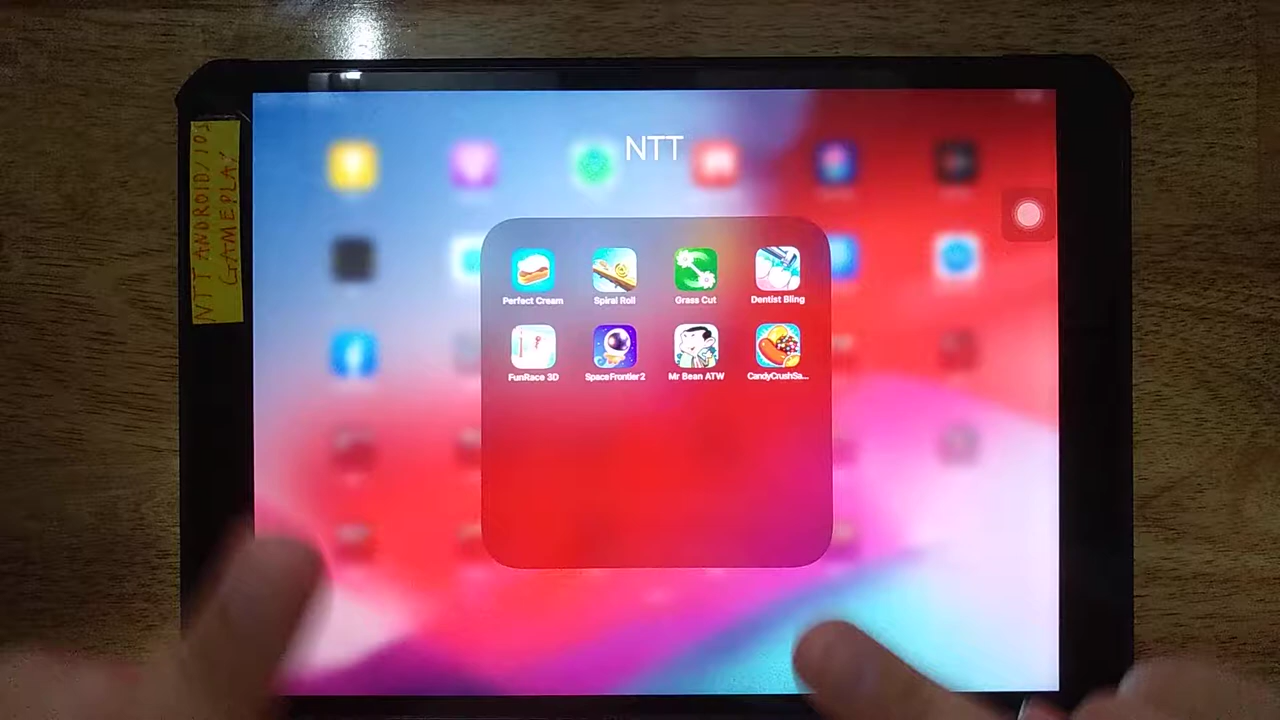 NTT ANDROID/IOS
GAMEPLAY
NTT
Perfect Cream
Spiral Roll
Grass Cut
Dentist Bling
FunRace 3D
SpaceFrontier2
Mr Bean ATW
CandyCrushSa...